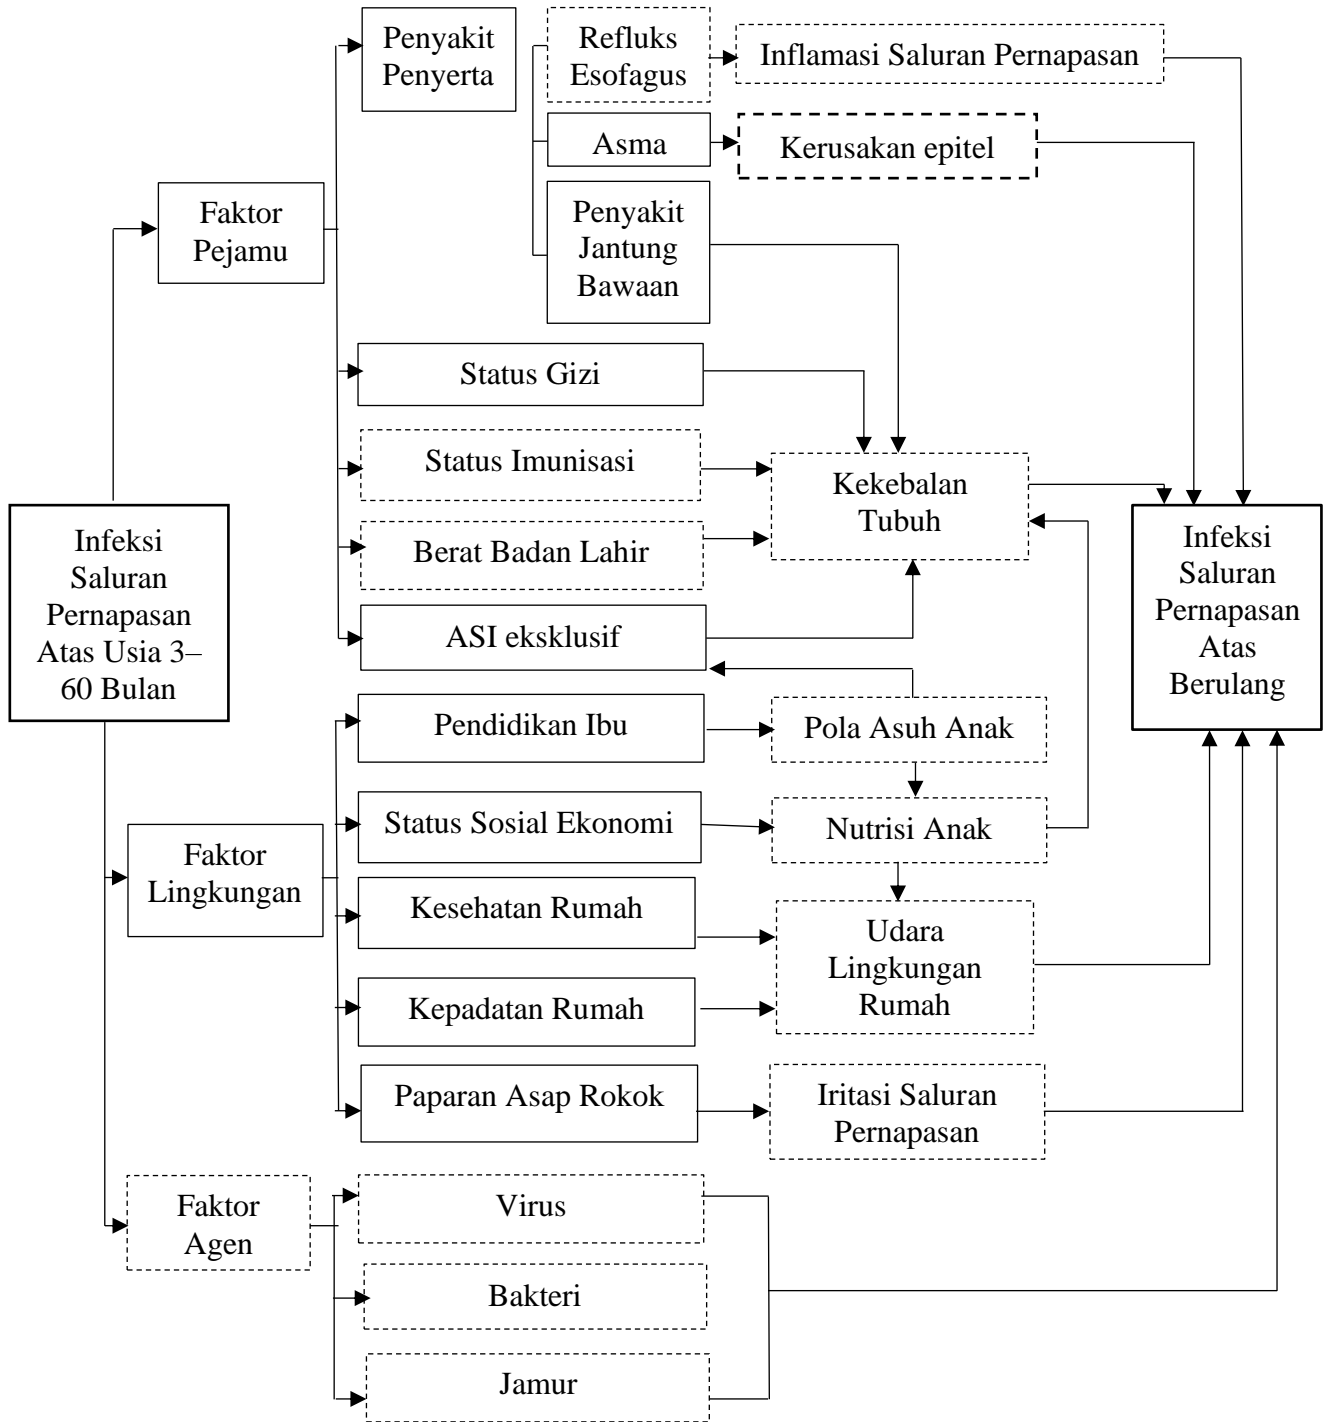 Penyakit
Penyerta
Refluks
Esofagus
Inflamasi Saluran Pernapasan
Asma
Kerusakan epitel
Faktor
Pejamu
Penyakit
Jantung
Bawaan
Status Gizi
Status Imunisasi
Kekebalan
Tubuh
Berat Badan Lahir
Infeksi
Saluran
Pernapasan
Atas Usia 3–
60 Bulan
Infeksi
Saluran
Pernapasan
Atas
Berulang
ASI eksklusif
Pendidikan Ibu
Pola Asuh Anak
Status Sosial Ekonomi
Nutrisi Anak
Faktor
Lingkungan
Kesehatan Rumah
Udara
Lingkungan
Rumah
Kepadatan Rumah
Paparan Asap Rokok
Iritasi Saluran
Pernapasan
Faktor
Agen
Virus
Bakteri
Jamur